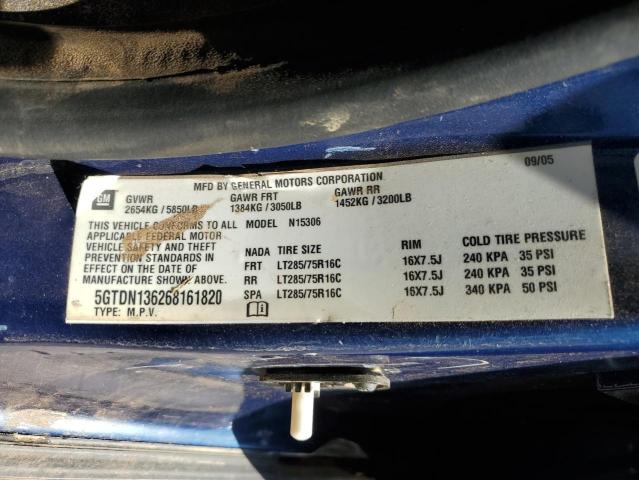 MFD BY GENERAL MOTORS CORPORATION 09/05
GM GVWR GAWR FRT GAWR RR
2654KG / 5850LB 1384KG / 3050LB 1452KG / 3200LB
THIS VEHICLE CONFORMS TO ALL MODEL N15306
APPLICABLE FEDERAL MOTOR
VEHICLE SAFETY AND THEFT NADA TIRE SIZE RIM COLD TIRE PRESSURE
PREVENTION STANDARDS IN FRT LT285/75R16C 16X7.5J 240 KPA 35 PSI
EFFECT ON THE DATE OF RR LT285/75R16C 16X7.5J 240 KPA 35 PSI
MANUFACTURE SHOWN ABOVE. SPA LT285/75R16C 16X7.5J 340 KPA 50 PSI
5GTDN136268161820
TYPE: M.P.V.